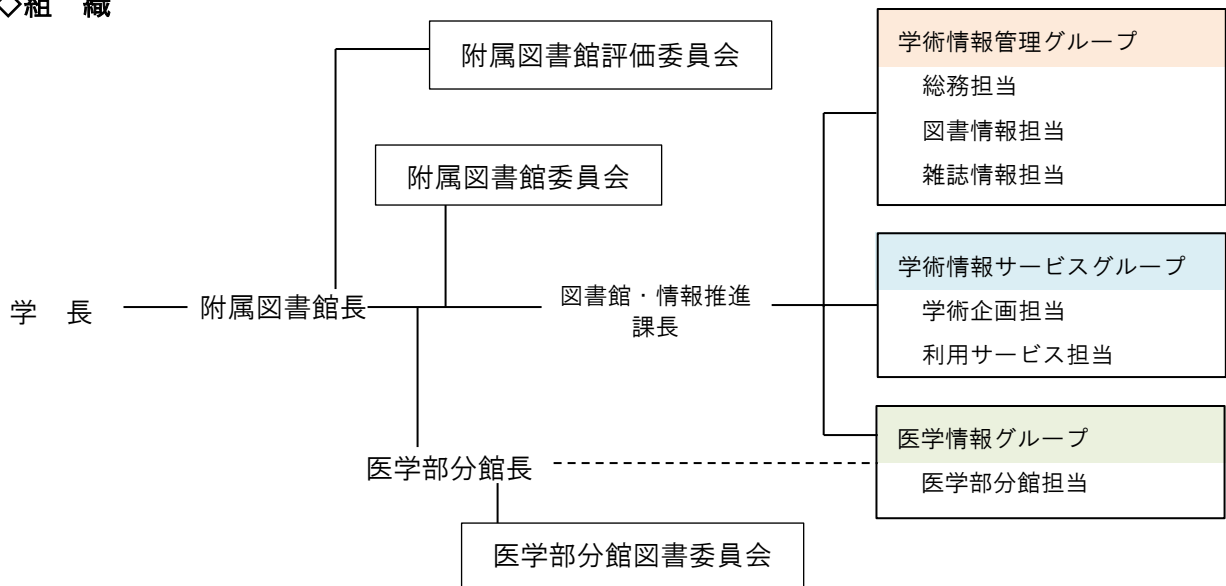 ◇組　織
附属図書館評価委員会
附属図書館委員会
学　長
附属図書館長
図書館・情報推進
課長
医学部分館長
医学部分館図書委員会
学術情報管理グループ
総務担当
図書情報担当
雑誌情報担当
学術情報サービスグループ
学術企画担当
利用サービス担当
医学情報グループ
医学部分館担当